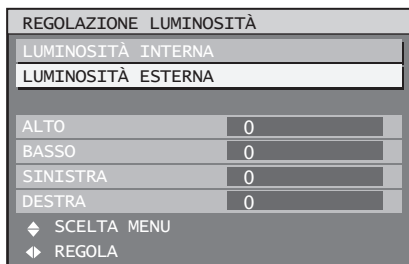 REGOLAZIONE LUMINOSITÀ
LUMINOSITÀ INTERNA
LUMINOSITÀ ESTERNA
ALTO 0
BASSO 0
SINISTRA 0
DESTRA 0
SCELTA MENU
REGOLA